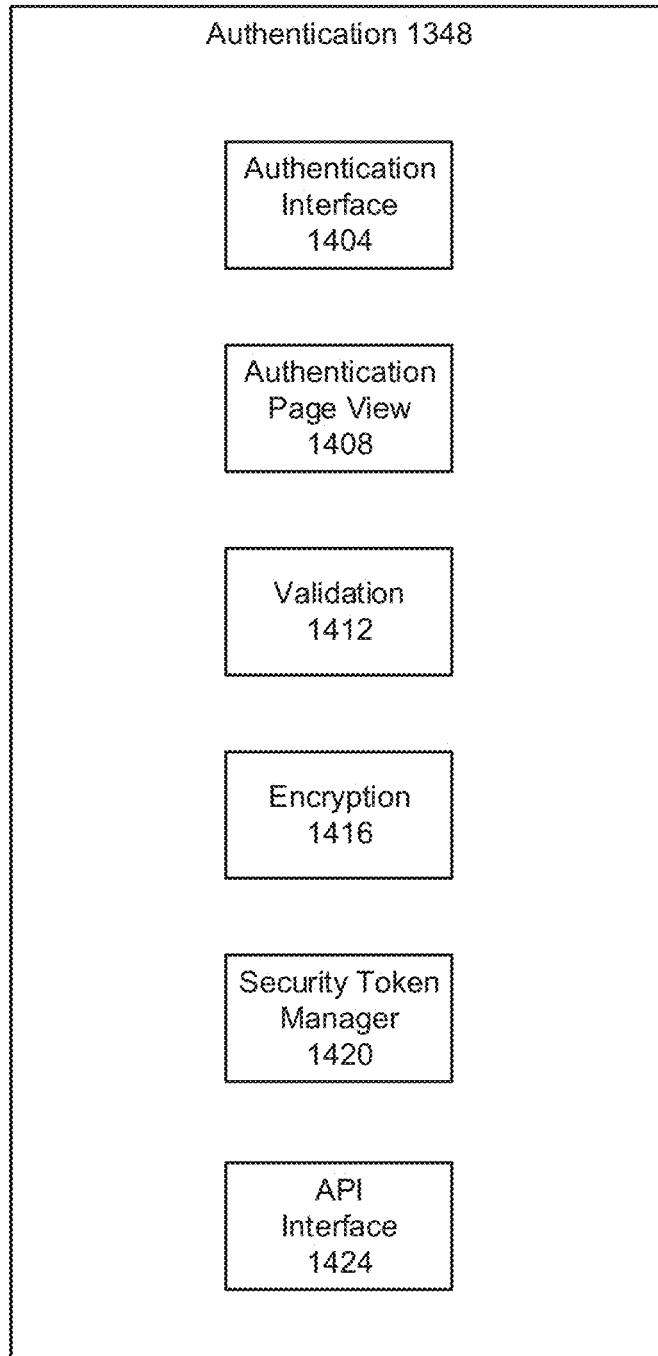 Authentication 1348
Authentication
Interface
1404
Authentication
Page View
1408
Validation
1412
Encryption
1416
Security Token
Manager
1420
API
Interface
1424